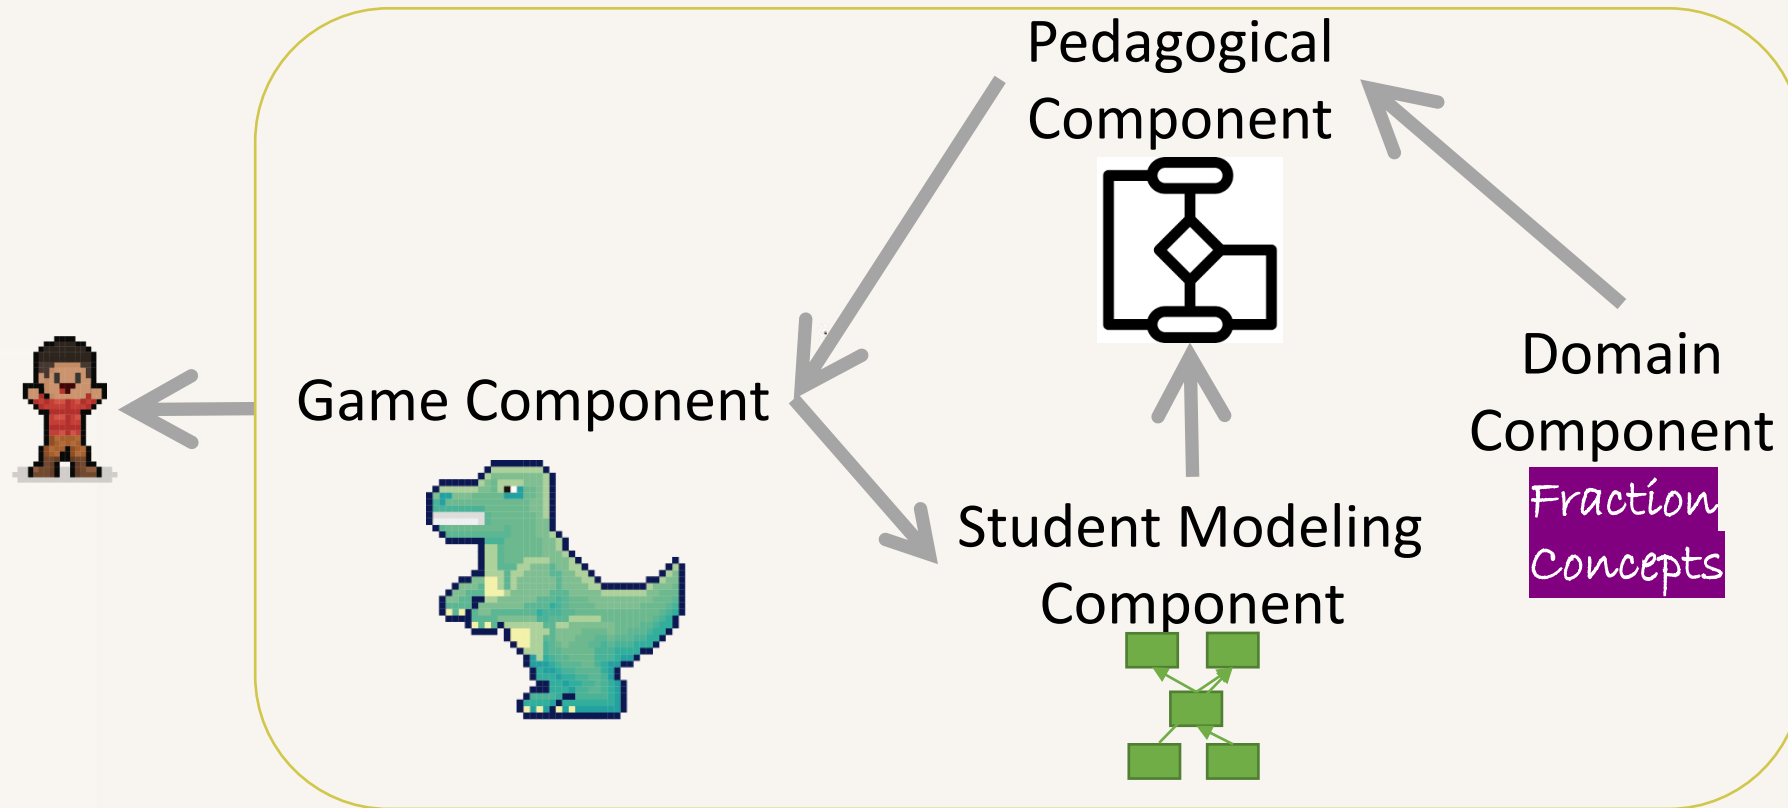 Pedagogical
Component
Game Component
Domain
Component
Fraction
Concepts
Student Modeling
Component